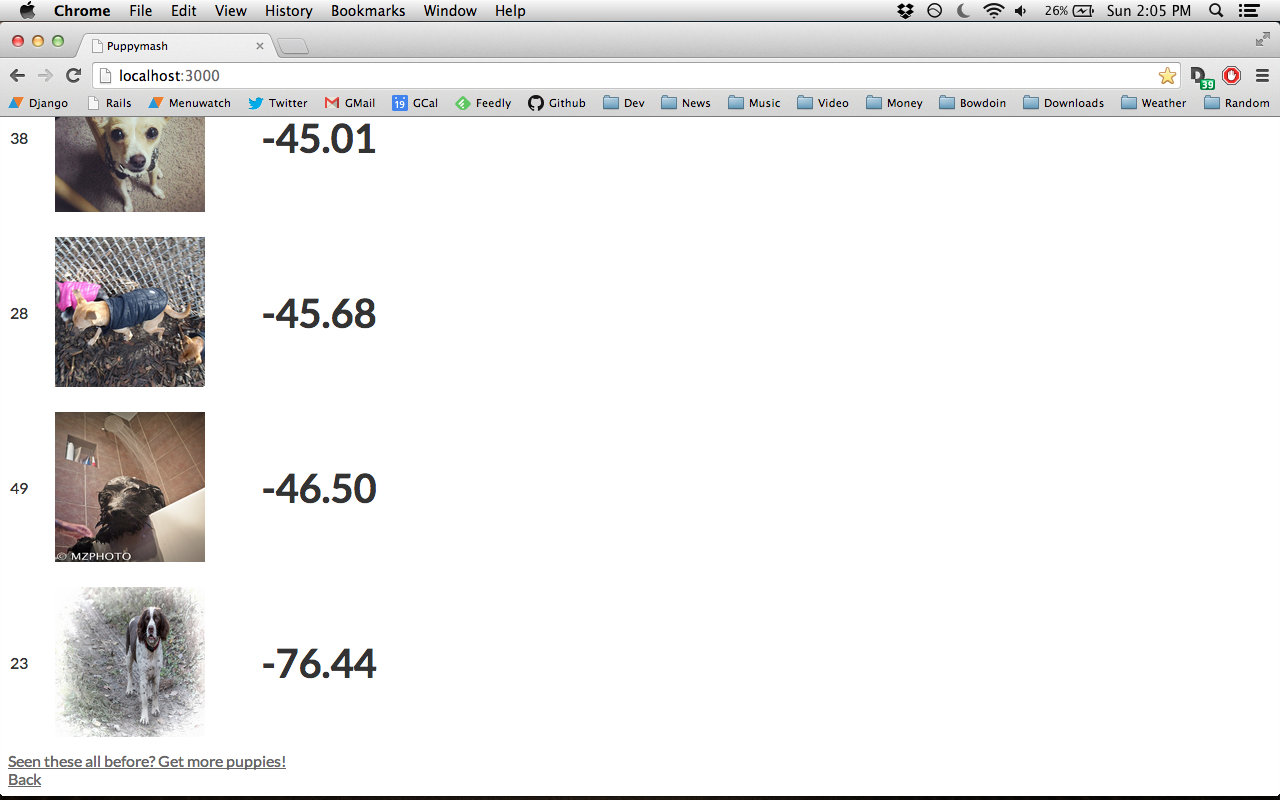 Chrome File Edit View History Bookmarks Window Help 26% Sun 2:05 PM
Puppymash
localhost:3000
39
Django Rails Menuwatch Twitter GMail 19 GCal Feedly Github Dev News Music Video Money Bowdoin Downloads Weather Random
38 -45.01
28 -45.68
49 -46.50
© MZPHOTO
23 -76.44
Seen these all before? Get more puppies!
Back